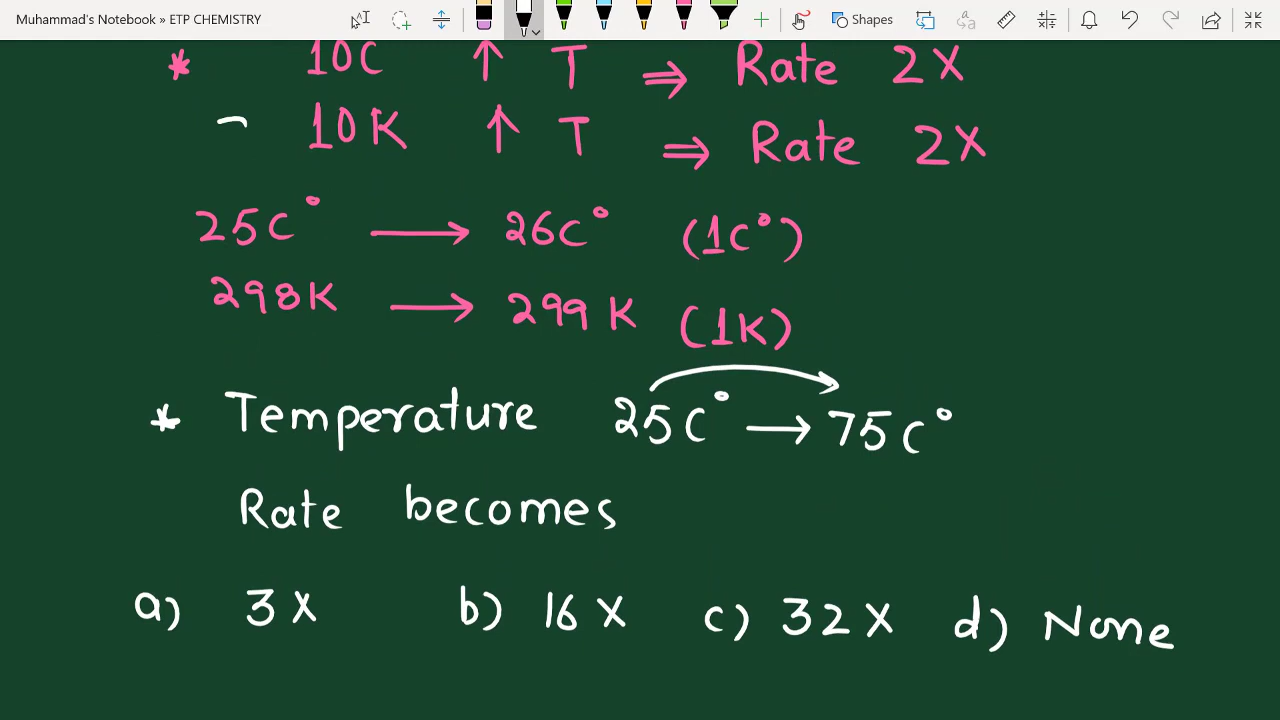 Muhammad's Notebook » ETP CHEMISTRY
Shapes
* 10C ↑ T ⇒ Rate 2X
10K ↑ T ⇒ Rate 2X
25C° → 26C° (1C°)
298K → 299K (1K)
* Temperature 25C° → 75C°
Rate becomes
a) 3X b) 16X c) 32X d) None